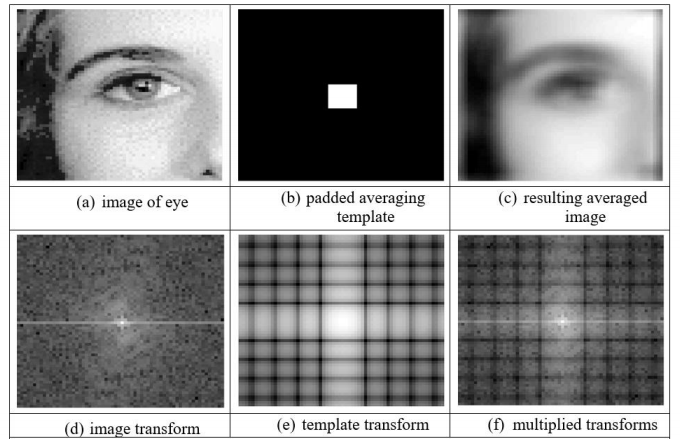 (a) image of eye
(b) padded averaging
template
(c) resulting averaged
image
(d) image transform
(e) template transform
(f) multiplied transforms